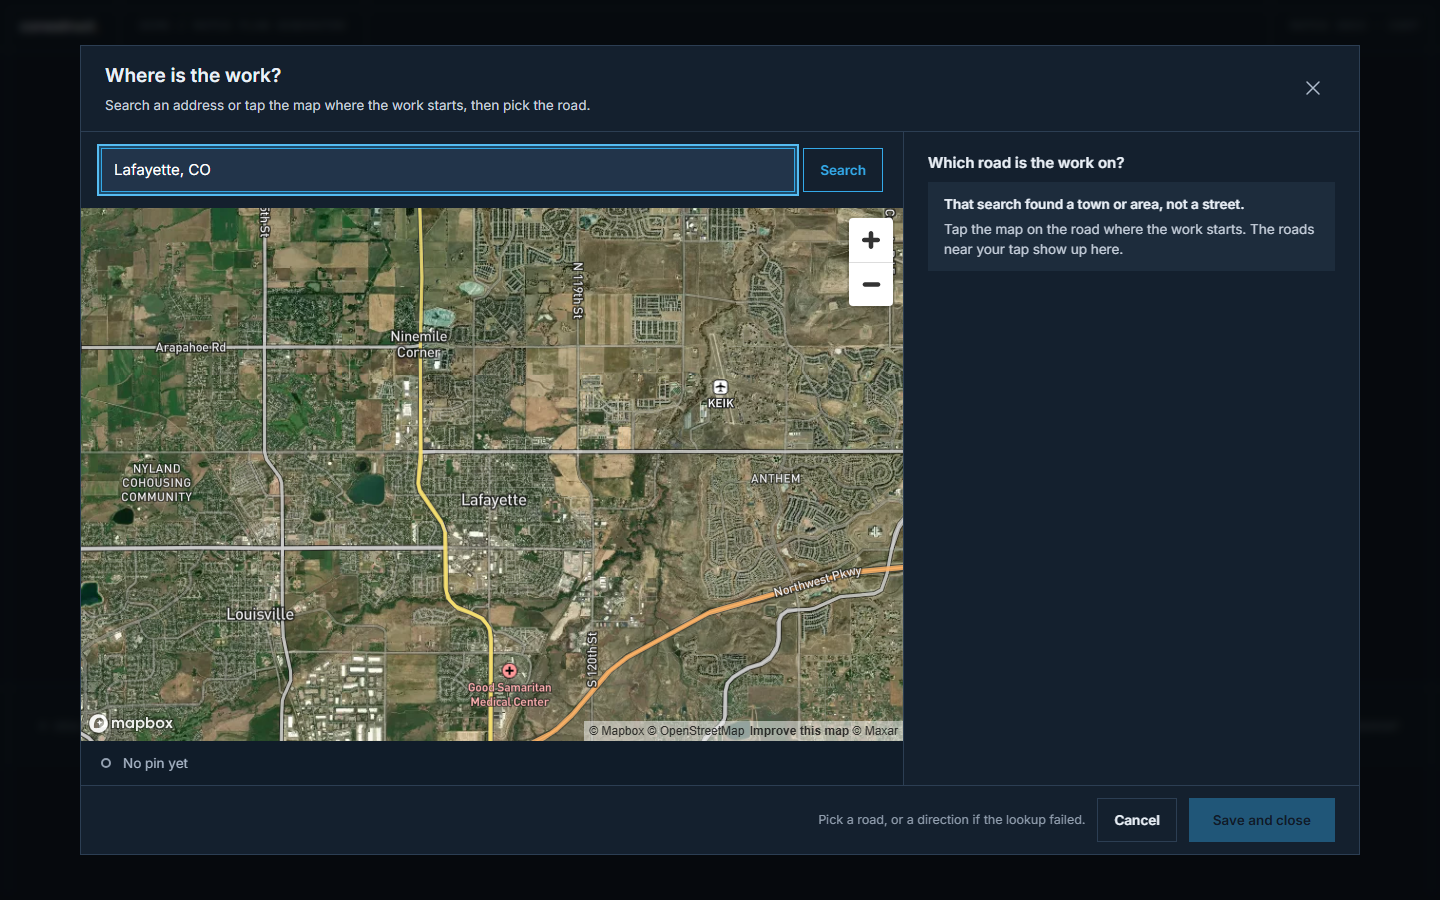 Where is the work?
Search an address or tap the map where the work starts, then pick the road.
Lafayette, CO
Search
Which road is the work on?
That search found a town or area, not a street.
Tap the map on the road where the work starts. The roads
near your tap show up here.
N 119th St
Ninemile
Corner
Arapahoe Rd
KEIK
NYLAND
COHOUSING
COMMUNITY
ANTHEM
Lafayette
Northwest Pkwy
Louisville
S 120th St
Good Samaritan
Medical Center
mapbox
© Mapbox © OpenStreetMap Improve this map © Maxar
No pin yet
Pick a road, or a direction if the lookup failed.
Cancel
Save and close